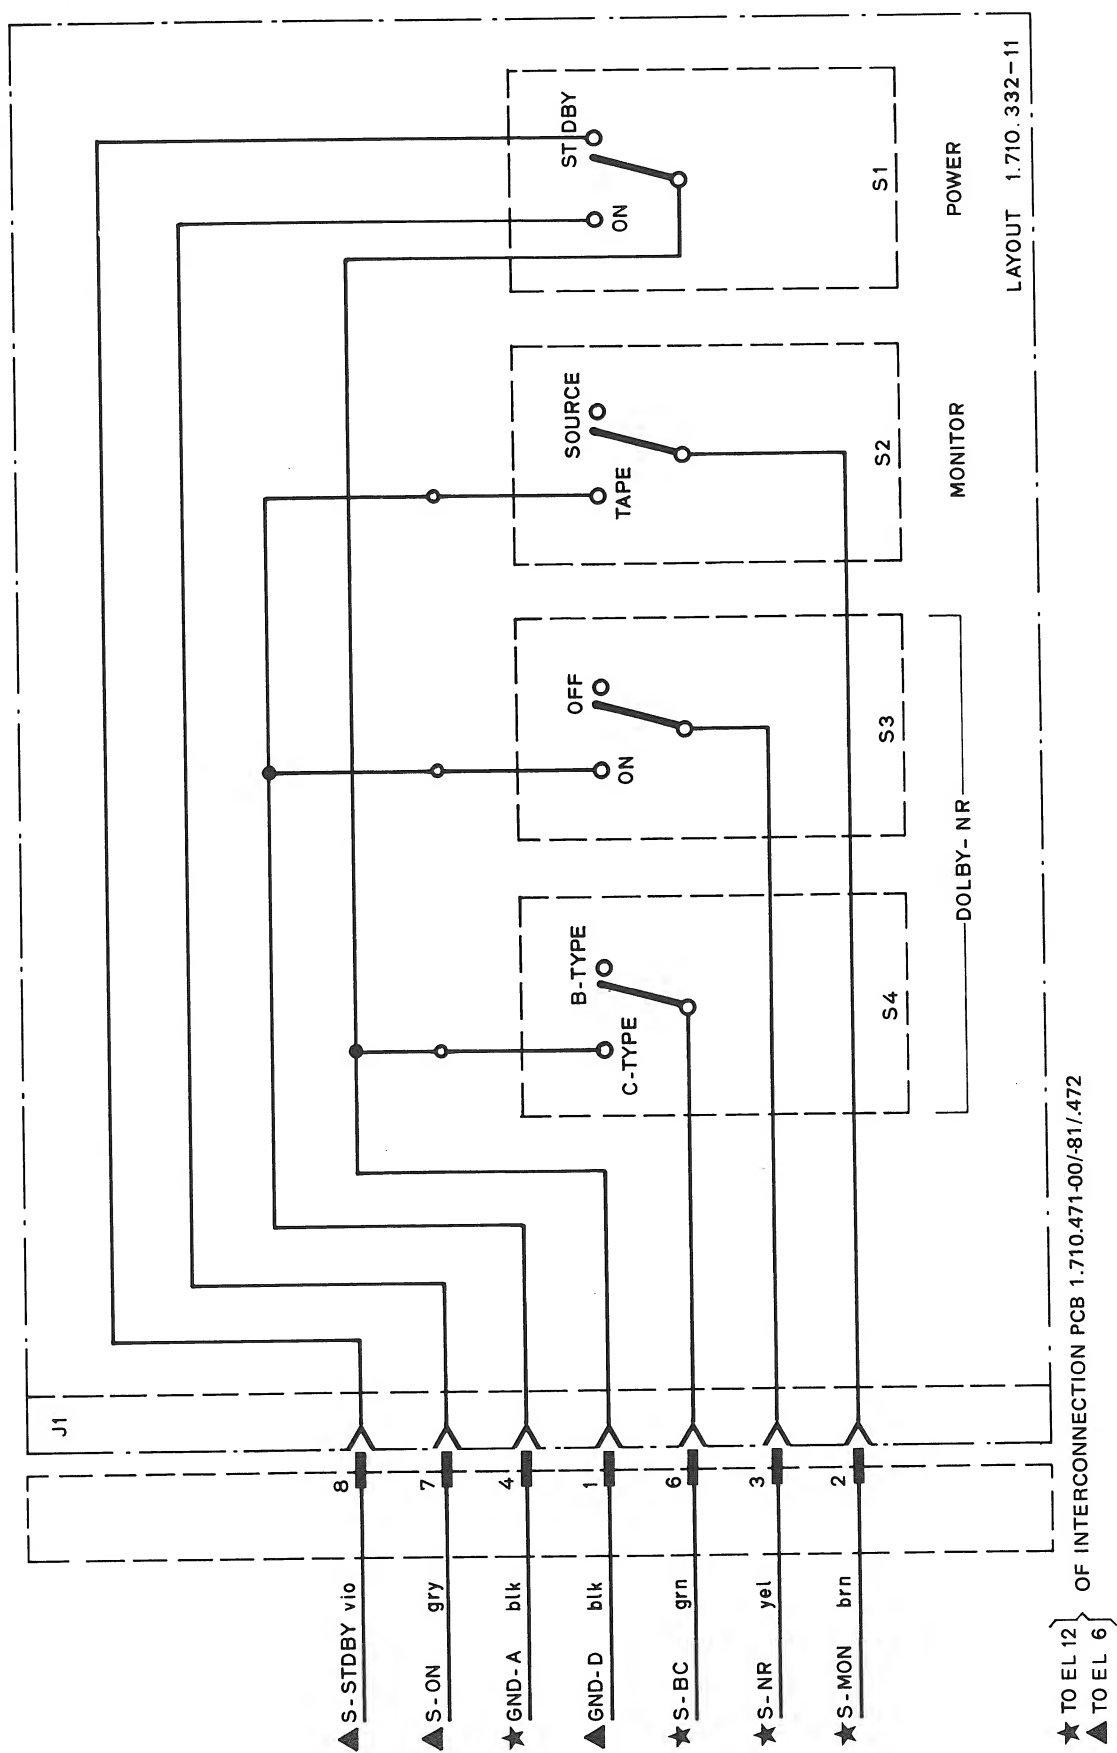 J1
▲ S-STDBY vio 8
▲ S-ON gry 7
★ GND-A blk 4
▲ GND-D blk 1
★ S-BC grn 6
★ S-NR yel 3
★ S-MON brn 2
C-TYPE
B-TYPE
S4
ON
OFF
S3
DOLBY-NR
TAPE
SOURCE
S2
MONITOR
ON
ST DBY
S1
POWER
LAYOUT 1.710.332-11
★ TO EL 12
▲ TO EL 6
OF INTERCONNECTION PCB 1.710.471-00/-81/.472